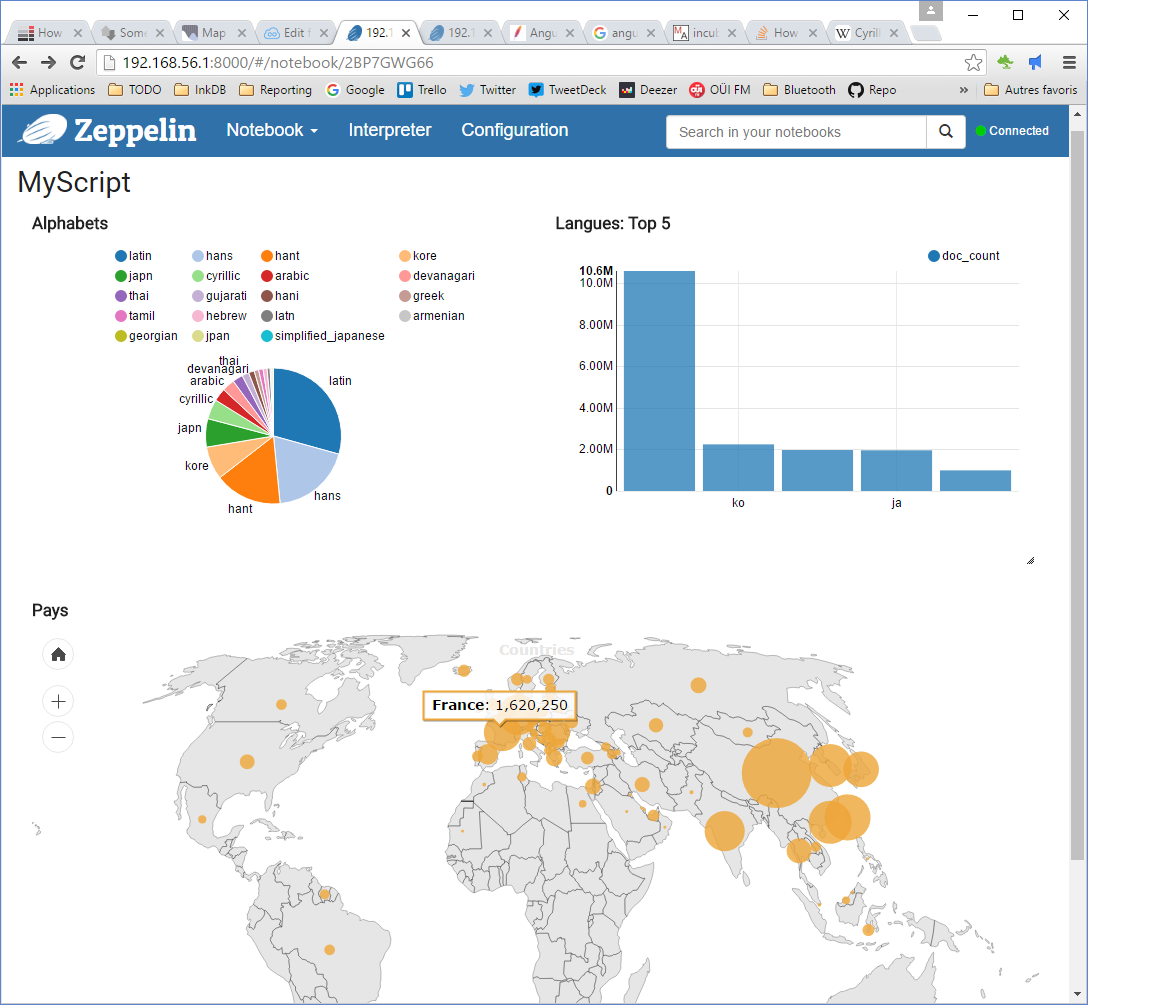 How
Some
Map
Edit f
192.1
192.1
Angu
angu
incub
How
Cyrill
192.168.56.1:8000/#/notebook/2BP7GWG66
Applications TODO InkDB Reporting Google Trello Twitter TweetDeck Deezer OÜI FM Bluetooth Repo » Autres favoris
Zeppelin Notebook Interpreter Configuration Search in your notebooks Connected
MyScript
Alphabets
latin hans hant kore
japn cyrillic arabic devanagari
thai gujarati hani greek
tamil hebrew latn armenian
georgian jpan simplified_japanese
thai
devanagari
arabic
latin
cyrillic
japn
kore
hans
hant
Langues: Top 5
doc_count
10.6M
10.0M
8.00M
6.00M
4.00M
2.00M
0
ko ja
Pays
Countries
France: 1,620,250